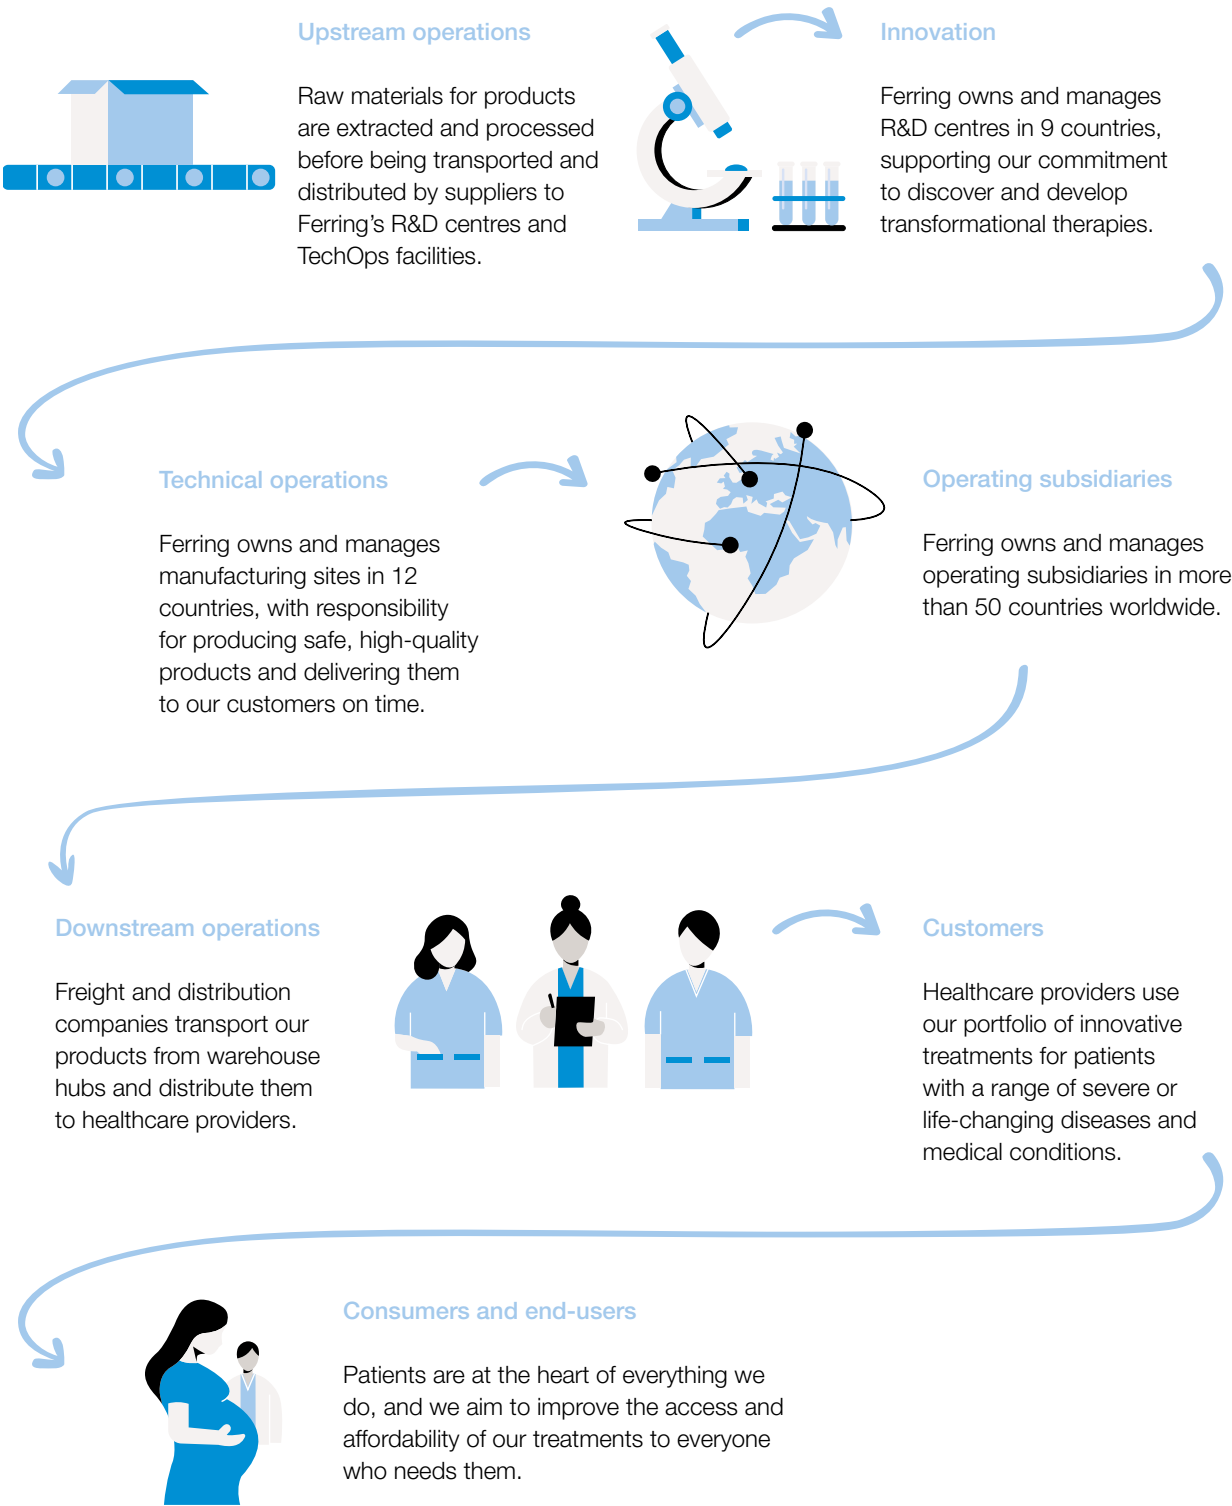 Upstream operations
Raw materials for products
are extracted and processed
before being transported and
distributed by suppliers to
Ferring’s R&D centres and
TechOps facilities.
Innovation
Ferring owns and manages
R&D centres in 9 countries,
supporting our commitment
to discover and develop
transformational therapies.
Technical operations
Ferring owns and manages
manufacturing sites in 12
countries, with responsibility
for producing safe, high-quality
products and delivering them
to our customers on time.
Operating subsidiaries
Ferring owns and manages
operating subsidiaries in more
than 50 countries worldwide.
Downstream operations
Freight and distribution
companies transport our
products from warehouse
hubs and distribute them
to healthcare providers.
Customers
Healthcare providers use
our portfolio of innovative
treatments for patients
with a range of severe or
life-changing diseases and
medical conditions.
Consumers and end-users
Patients are at the heart of everything we
do, and we aim to improve the access and
affordability of our treatments to everyone
who needs them.